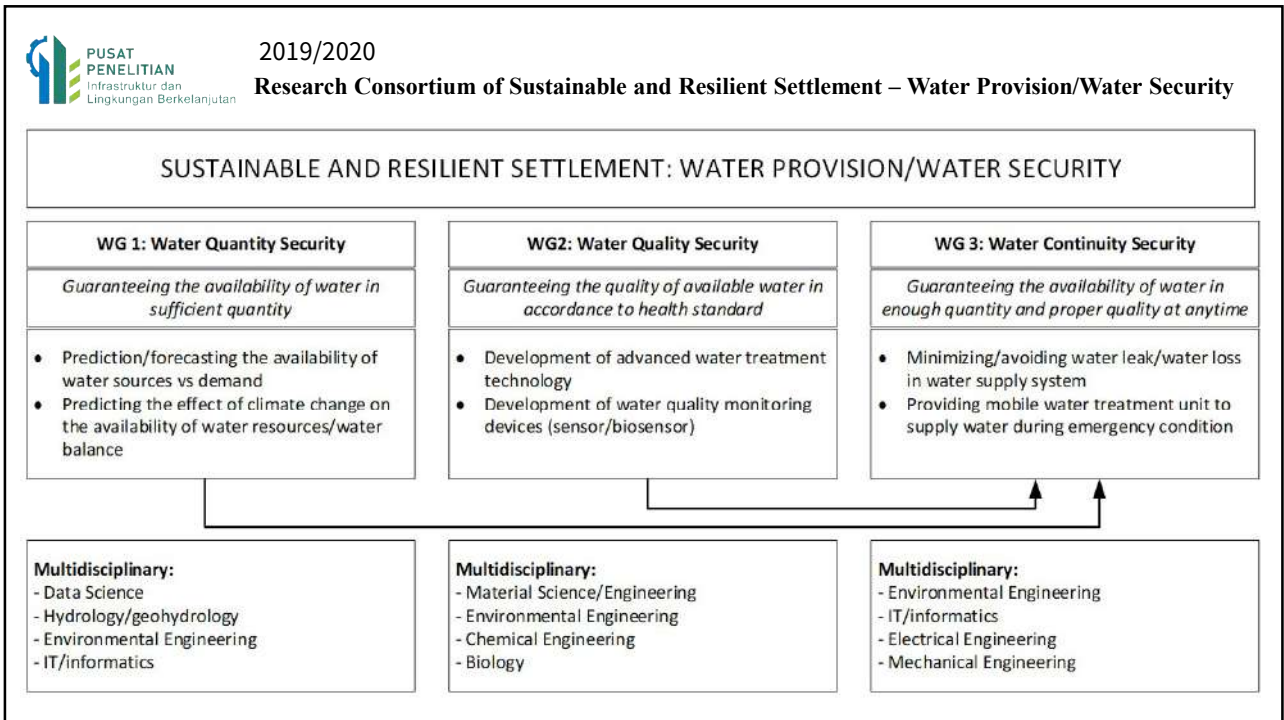 PUSAT
PENELITIAN
Infrastruktur dan
Lingkungan Berkelanjutan
2019/2020
Research Consortium of Sustainable and Resilient Settlement – Water Provision/Water Security
SUSTAINABLE AND RESILIENT SETTLEMENT: WATER PROVISION/WATER SECURITY
WG 1: Water Quantity Security
Guaranteeing the availability of water in
sufficient quantity
● Prediction/forecasting the availability of
water sources vs demand
● Predicting the effect of climate change on
the availability of water resources/water
balance
Multidisciplinary:
- Data Science
- Hydrology/geohydrology
- Environmental Engineering
- IT/informatics
WG2: Water Quality Security
Guaranteeing the quality of available water in
accordance to health standard
● Development of advanced water treatment
technology
● Development of water quality monitoring
devices (sensor/biosensor)
Multidisciplinary:
- Material Science/Engineering
- Environmental Engineering
- Chemical Engineering
- Biology
WG 3: Water Continuity Security
Guaranteeing the availability of water in
enough quantity and proper quality at anytime
● Minimizing/avoiding water leak/water loss
in water supply system
● Providing mobile water treatment unit to
supply water during emergency condition
Multidisciplinary:
- Environmental Engineering
- IT/informatics
- Electrical Engineering
- Mechanical Engineering